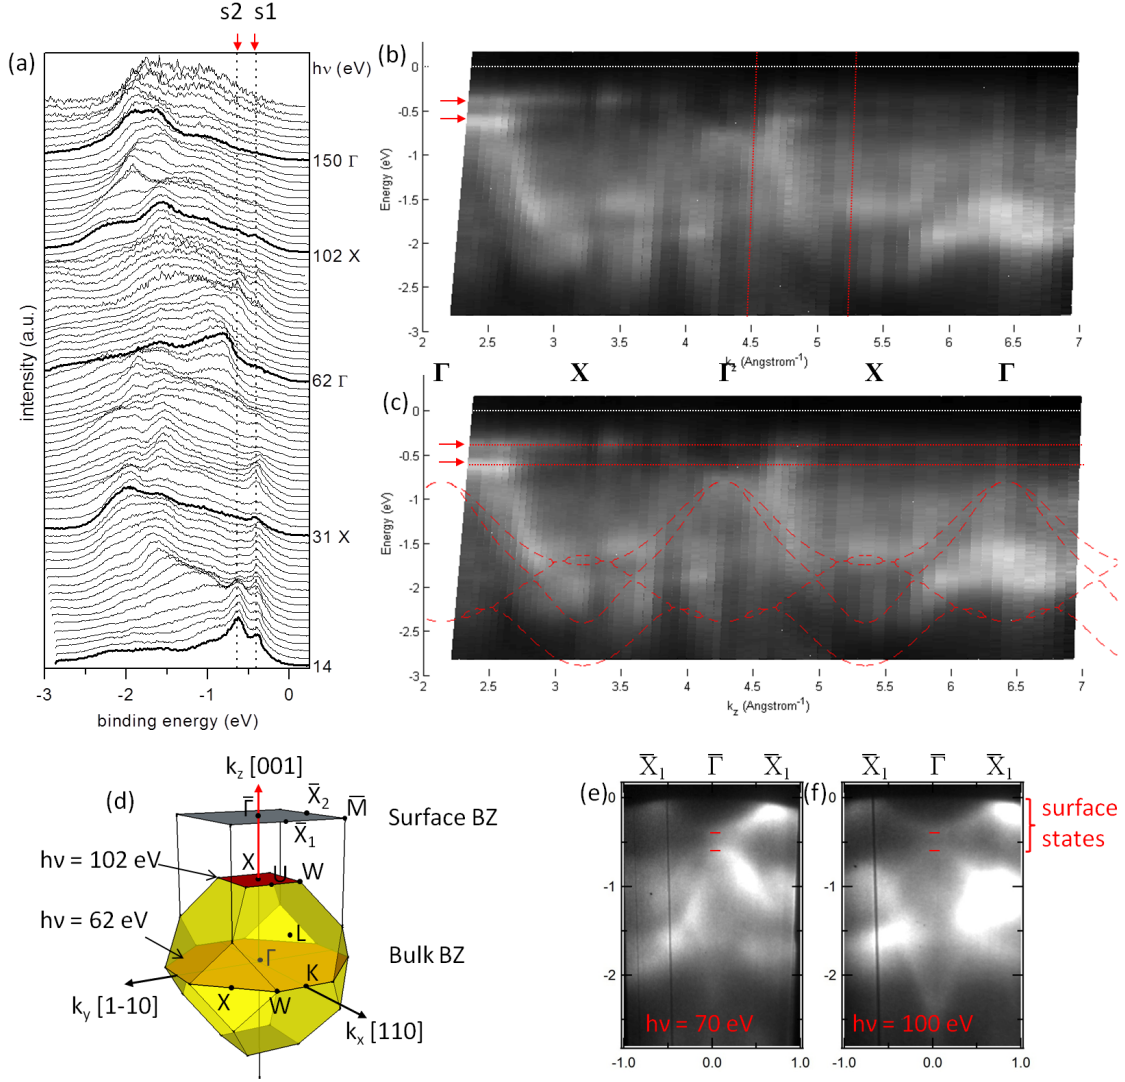 s2 s1
(a)
hν (eV)
150 Γ
102 X
62 Γ
31 X
14
intensity (a.u.)
-3 -2 -1 0
binding energy (eV)
(b)
0
-0.5
-1
-1.5
-2
-2.5
-3
Energy (eV)
2 2.5 3 3.5 4 4.5 5 5.5 6 6.5 7
kz (Angstrom-1)
Γ X Γ X Γ
(c)
0
-0.5
-1
-1.5
-2
-2.5
-3
Energy (eV)
2 2.5 3 3.5 4 4.5 5 5.5 6 6.5 7
kz (Angstrom-1)
(d)
kz [001]
Γ̅ X̅2 M̅
X̅1
Surface BZ
hν = 102 eV
X
U W
hν = 62 eV
L
Γ
Bulk BZ
K
X W
ky [1-10]
kx [110]
(e)
X̅1 Γ̅ X̅1
0
-1
-2
hν = 70 eV
-1.0 0.0 1.0
(f)
X̅1 Γ̅ X̅1
0
-1
-2
surface
states
hν = 100 eV
-1.0 0.0 1.0